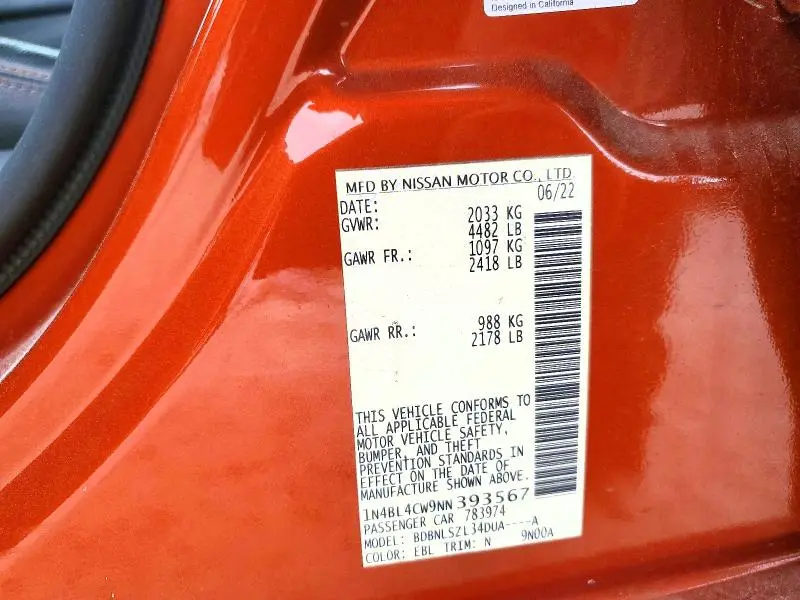 Designed in California
MFD BY NISSAN MOTOR CO., LTD.
DATE: 06/22
GVWR: 2033 KG
4482 LB
GAWR FR.: 1097 KG
2418 LB
GAWR RR.: 988 KG
2178 LB
THIS VEHICLE CONFORMS TO
ALL APPLICABLE FEDERAL
MOTOR VEHICLE SAFETY,
BUMPER, AND THEFT
PREVENTION STANDARDS IN
EFFECT ON THE DATE OF
MANUFACTURE SHOWN ABOVE.
1N4BL4CW9NN393567
PASSENGER CAR 783974
MODEL: BDBNLSZL34DUA----A
COLOR: EBL TRIM: N 9N00A